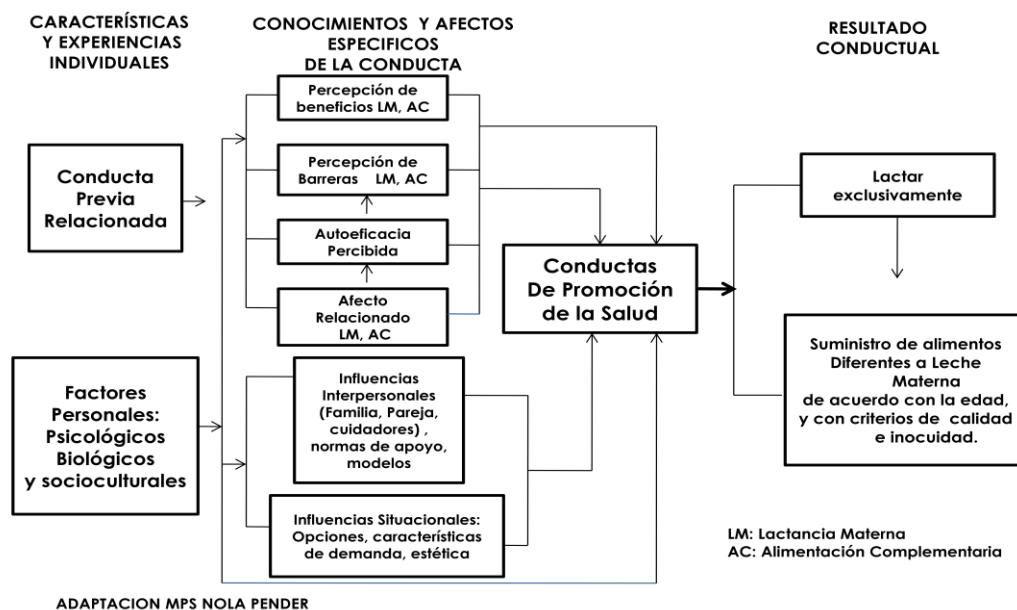 CARACTERÍSTICAS
Y EXPERIENCIAS
INDIVIDUALES
CONOCIMIENTOS Y AFECTOS
ESPECIFICOS
DE LA CONDUCTA
RESULTADO
CONDUCTUAL
Conducta
Previa
Relacionada
Factores
Personales:
Psicológicos
Biológicos
y socioculturales
Percepción de
beneficios LM, AC
Percepción de
Barreras LM, AC
Autoeficacia
Percibida
Afecto
Relacionado
LM, AC
Influencias
Interpersonales
(Familia, Pareja,
cuidadores) ,
normas de apoyo,
modelos
Influencias Situacionales:
Opciones, características
de demanda, estética
Conductas
De Promoción
de la Salud
Lactar
exclusivamente
Suministro de alimentos
Diferentes a Leche
Materna
de acuerdo con la edad,
y con criterios de calidad
e inocuidad.
LM: Lactancia Materna
AC: Alimentación Complementaria
ADAPTACION MPS NOLA PENDER